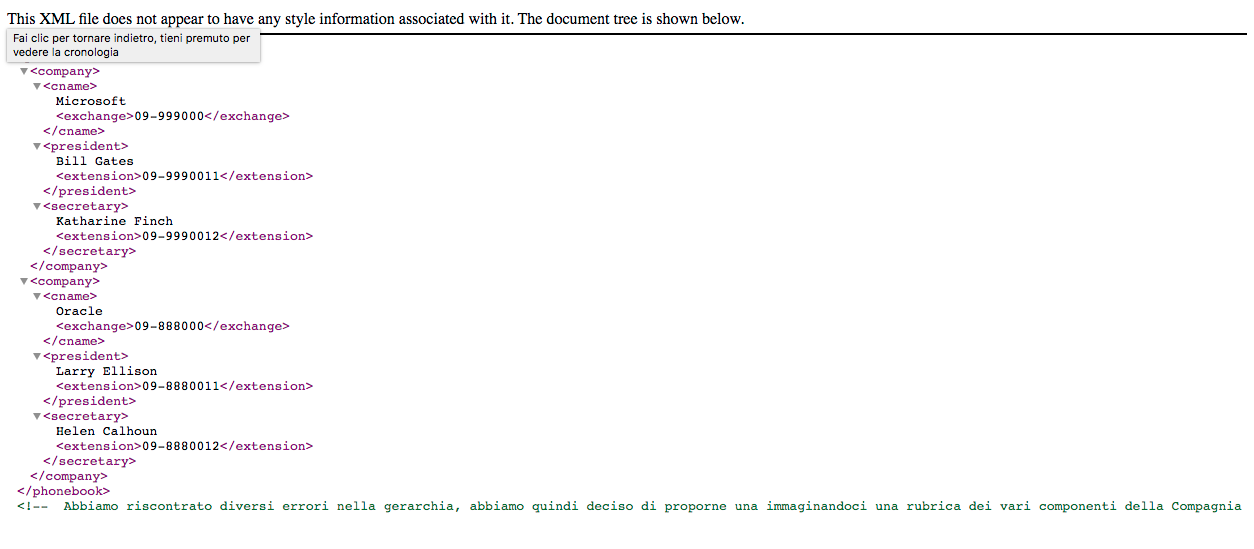 This XML file does not appear to have any style information associated with it. The document tree is shown below.
Fai clic per tornare indietro, tieni premuto per
vedere la cronologia
▼<company>
▼<cname>
Microsoft
<exchange>09-999000</exchange>
</cname>
▼<president>
Bill Gates
<extension>09-9990011</extension>
</president>
▼<secretary>
Katharine Finch
<extension>09-9990012</extension>
</secretary>
</company>
▼<company>
▼<cname>
Oracle
<exchange>09-888000</exchange>
</cname>
▼<president>
Larry Ellison
<extension>09-8880011</extension>
</president>
▼<secretary>
Helen Calhoun
<extension>09-8880012</extension>
</secretary>
</company>
</phonebook>
<!-- Abbiamo riscontrato diversi errori nella gerarchia, abbiamo quindi deciso di proporne una immaginandoci una rubrica dei vari componenti della Compagnia